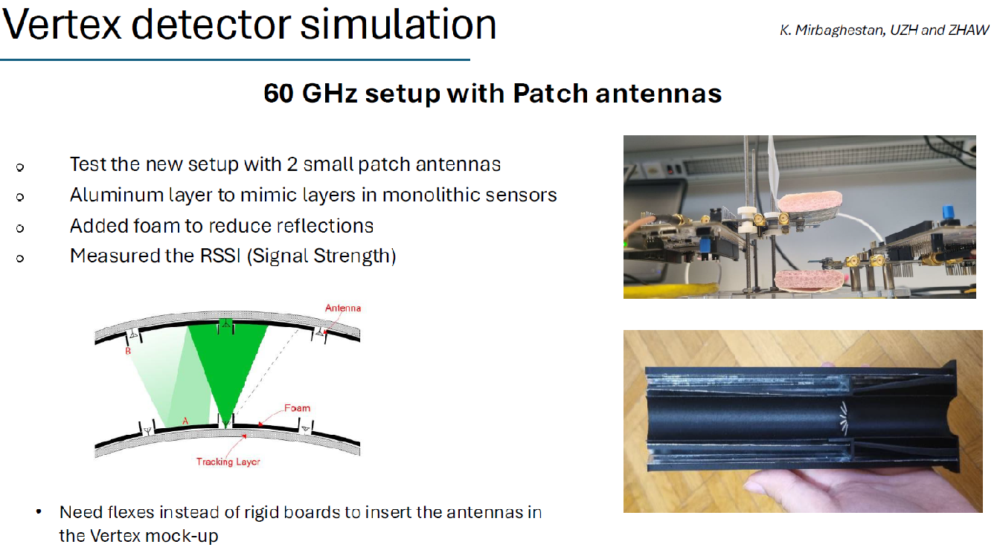 Vertex detector simulation
K. Mirbaghestan, UZH and ZHAW
60 GHz setup with Patch antennas
Test the new setup with 2 small patch antennas
Aluminum layer to mimic layers in monolithic sensors
Added foam to reduce reflections
Measured the RSSI (Signal Strength)
Antenna
B
A
Foam
Tracking Layer
• Need flexes instead of rigid boards to insert the antennas in
the Vertex mock-up